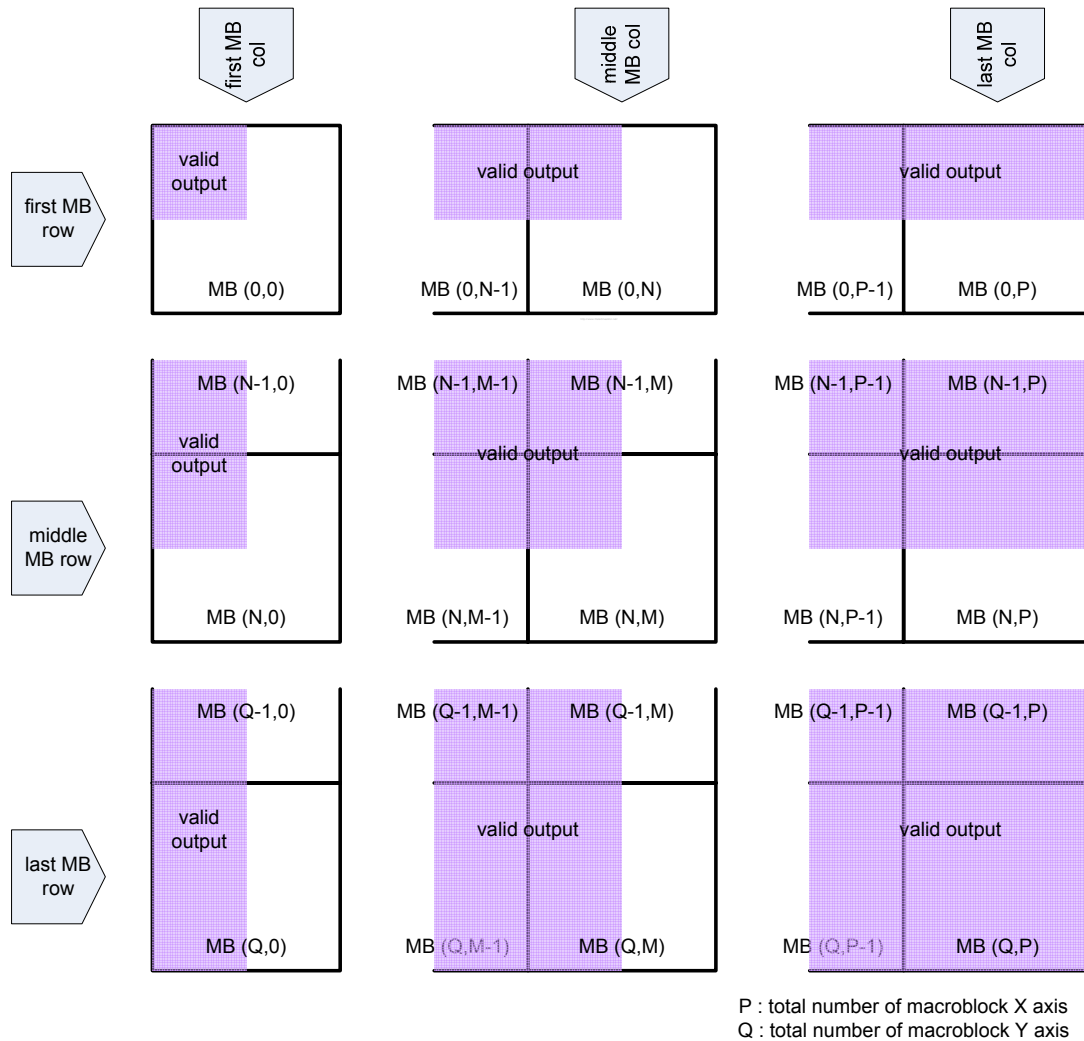 first MB
col
middle
MB col
last MB
col
first MB
row
valid
output
MB (0,0)
valid output
MB (0,N-1)
MB (0,N)
valid output
MB (0,P-1)
MB (0,P)
middle
MB row
MB (N-1,0)
valid
output
MB (N,0)
MB (N-1,M-1)
MB (N-1,M)
valid output
MB (N,M-1)
MB (N,M)
MB (N-1,P-1)
MB (N-1,P)
valid output
MB (N,P-1)
MB (N,P)
last MB
row
MB (Q-1,0)
valid
output
MB (Q,0)
MB (Q-1,M-1)
MB (Q-1,M)
valid output
MB (Q,M-1)
MB (Q,M)
MB (Q-1,P-1)
MB (Q-1,P)
valid output
MB (Q,P-1)
MB (Q,P)
P : total number of macroblock X axis
Q : total number of macroblock Y axis